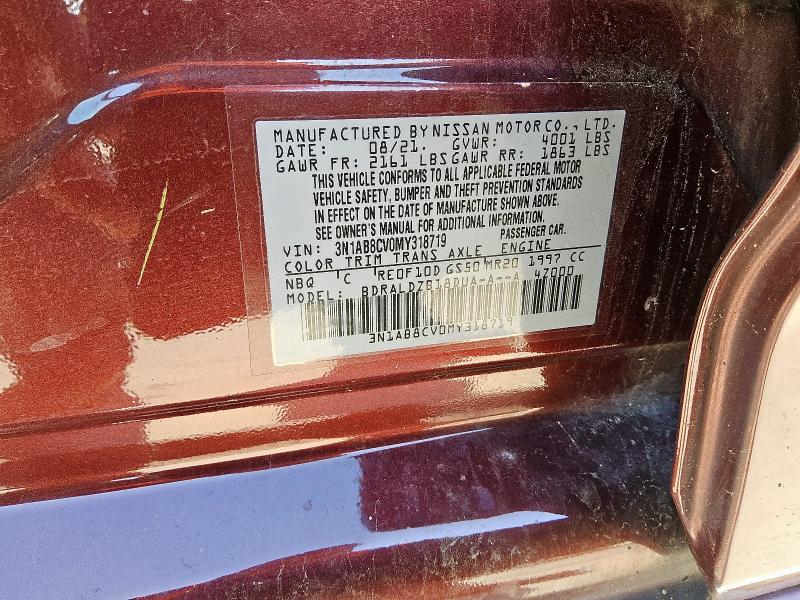 MANUFACTURED BY NISSAN MOTOR CO., LTD.
DATE: 08/21. GVWR: 4001 LBS
GAWR FR: 2161 LBS GAWR RR: 1863 LBS
THIS VEHICLE CONFORMS TO ALL APPLICABLE FEDERAL MOTOR
VEHICLE SAFETY, BUMPER AND THEFT PREVENTION STANDARDS
IN EFFECT ON THE DATE OF MANUFACTURE SHOWN ABOVE.
SEE OWNER'S MANUAL FOR ADDITIONAL INFORMATION.
VIN: 3N1AB8CV0MY318719 PASSENGER CAR.
COLOR TRIM TRANS AXLE ENGINE
NBQ 'C 'RE0F10D GS50'MR20 1997 CC
MODEL: BDRALDZB18DUA-A--A 47000
3N1AB8CV0MY318719